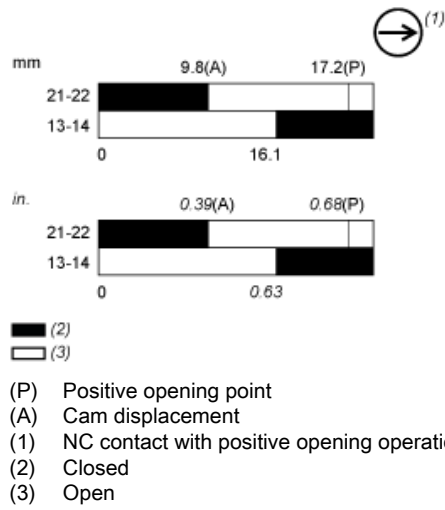 (1)
mm 9.8(A) 17.2(P)
21-22
13-14
0 16.1
in. 0.39(A) 0.68(P)
21-22
13-14
0 0.63
(2)
(3)
(P) Positive opening point
(A) Cam displacement
(1) NC contact with positive opening
(2) Closed
(3) Open